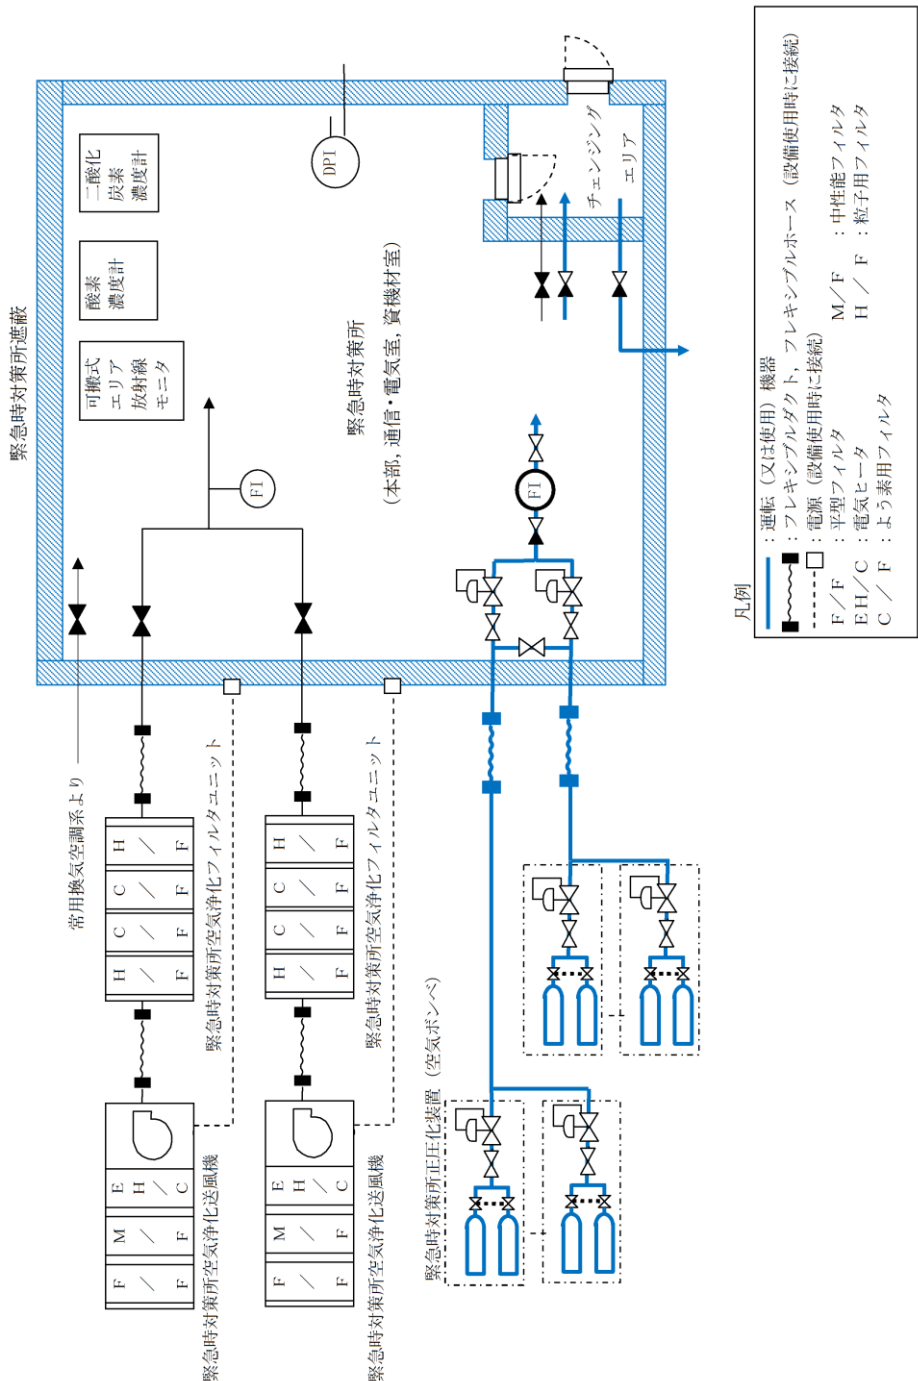 緊急時対策所遮蔽
二酸化
炭素
濃度計
酸素
濃度計
可搬式
エリア
放射線
モニタ
DPI
緊急時対策所
(本部,通信・電気室,資機材室)
チェンジング
エリア
FI
FI
常用換気空調系より
F/F
M/F
EH/C
H/F
C/F
C/F
H/F
緊急時対策所空気浄化送風機
緊急時対策所空気浄化フィルタユニット
F/F
M/F
EH/C
H/F
C/F
C/F
H/F
緊急時対策所空気浄化送風機
緊急時対策所空気浄化フィルタユニット
緊急時対策所正圧化装置(空気ボンベ)
凡例
:運転(又は使用)機器
:フレキシブルダクト,フレキシブルホース(設備使用時に接続)
:電源(設備使用時に接続)
F/F :平型フィルタ M/F :中性能フィルタ
EH/C :電気ヒータ H/F :粒子用フィルタ
C/F :よう素用フィルタ